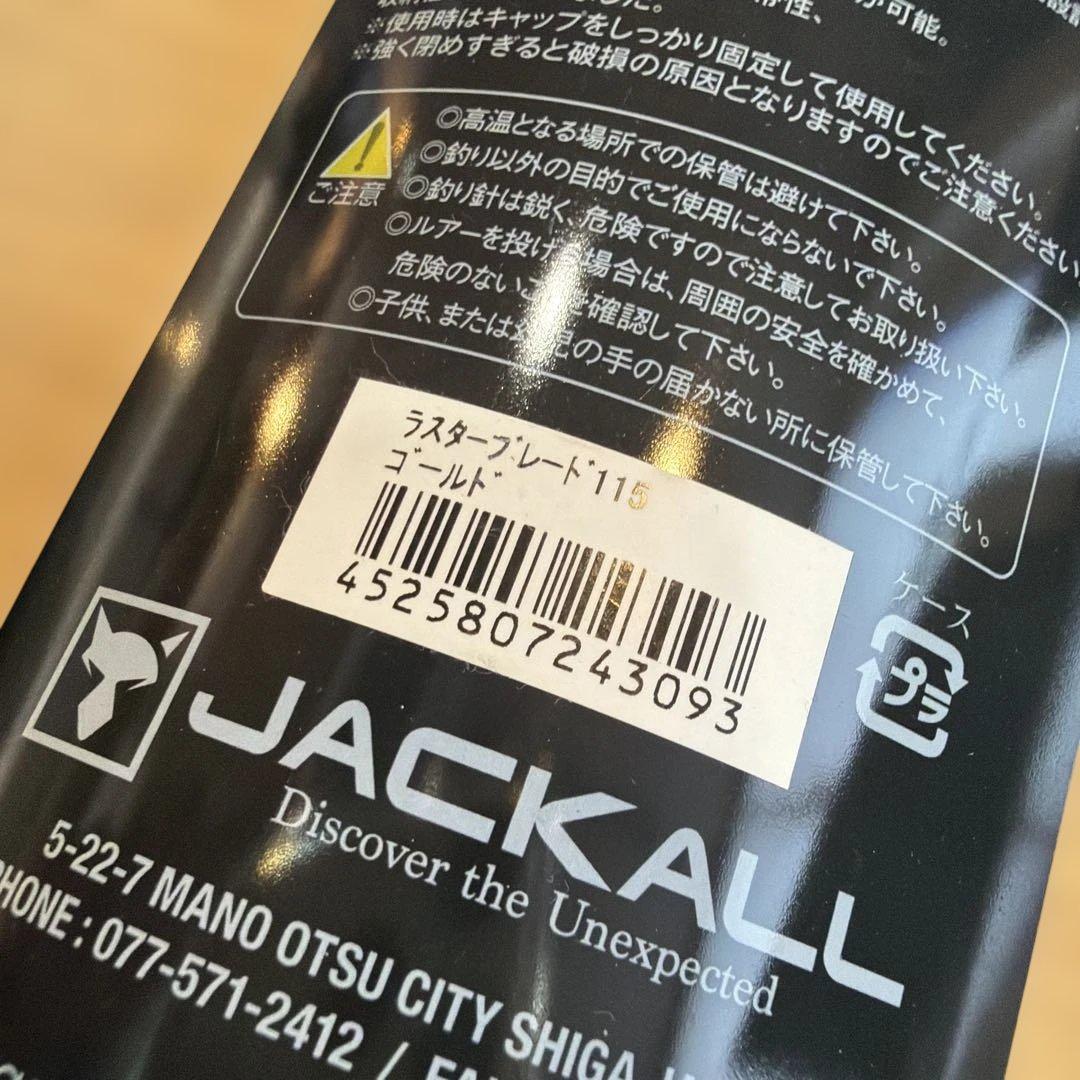 が可能。
※使用時はキャップをしっかり固定して使用してください。
※強く閉めすぎると破損の原因となりますのでご注意ください
ご注意
◎高温となる場所での保管は避けて下さい。
◎釣り以外の目的でご使用にならないで下さい。
◎釣り針は鋭く、危険ですので注意してお取り扱い下さい。
◎ルアーを投げ 場合は、周囲の安全を確かめて、
危険のない を確認して下さい。
◎子供、または 児の手の届かない所に保管して下さい。
ラスターブレード115
ゴールド
4525807243093
ケース
プラ
JACKALL
Discover the Unexpected
5-22-7 MANO OTSU CITY SHIGA
PHONE : 077-571-2412 /